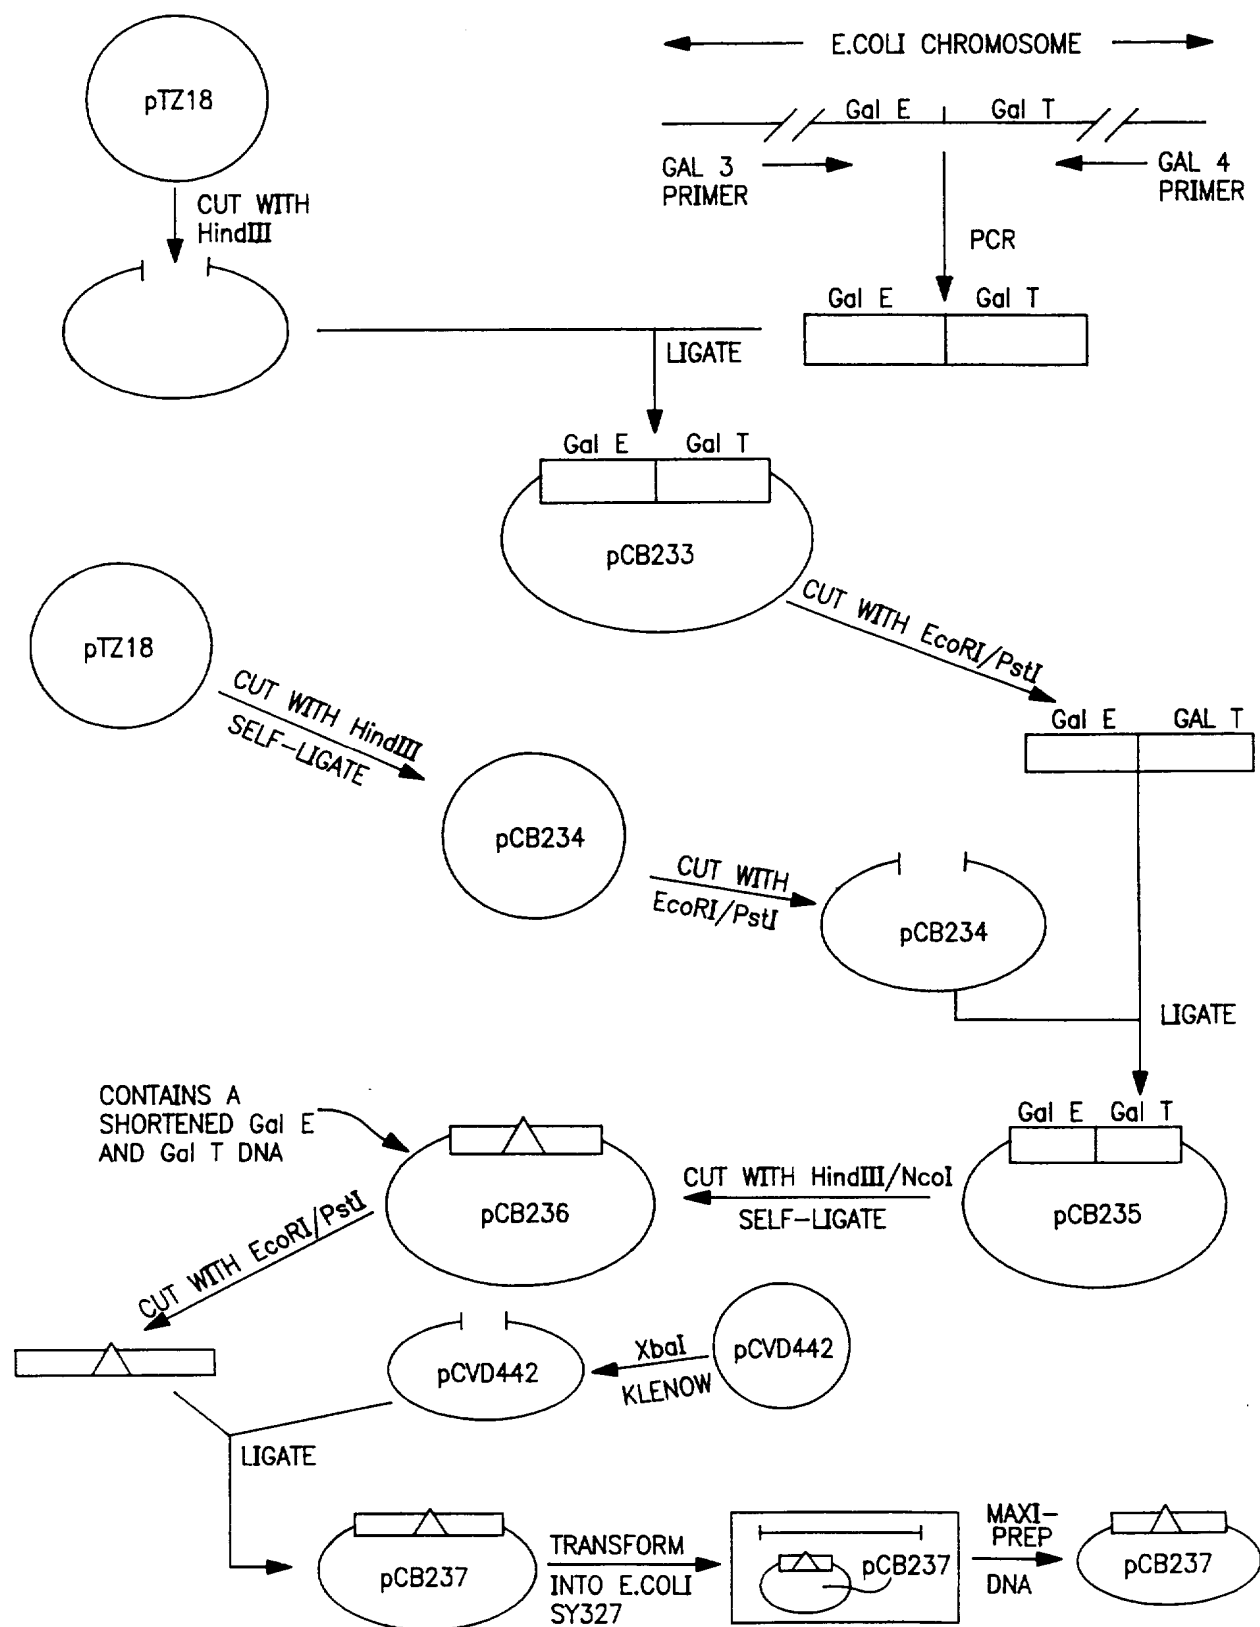 pTZ18
E.COLI CHROMOSOME
Gal E
Gal T
GAL 3
PRIMER
GAL 4
PRIMER
CUT WITH
HindIII
PCR
Gal E
Gal T
LIGATE
Gal E
Gal T
pCB233
CUT WITH EcoRI/PstI
pTZ18
CUT WITH HindIII
SELF-LIGATE
Gal E
GAL T
pCB234
CUT WITH
EcoRI/PstI
pCB234
LIGATE
CONTAINS A
SHORTENED Gal E
AND Gal T DNA
Gal E
Gal T
pCB235
CUT WITH HindIII/NcoI
SELF-LIGATE
pCB236
CUT WITH EcoRI/PstI
pCVD442
XbaI
KLENOW
pCVD442
LIGATE
pCB237
TRANSFORM
INTO E.COLI
SY327
pCB237
MAXI-
PREP
DNA
pCB237